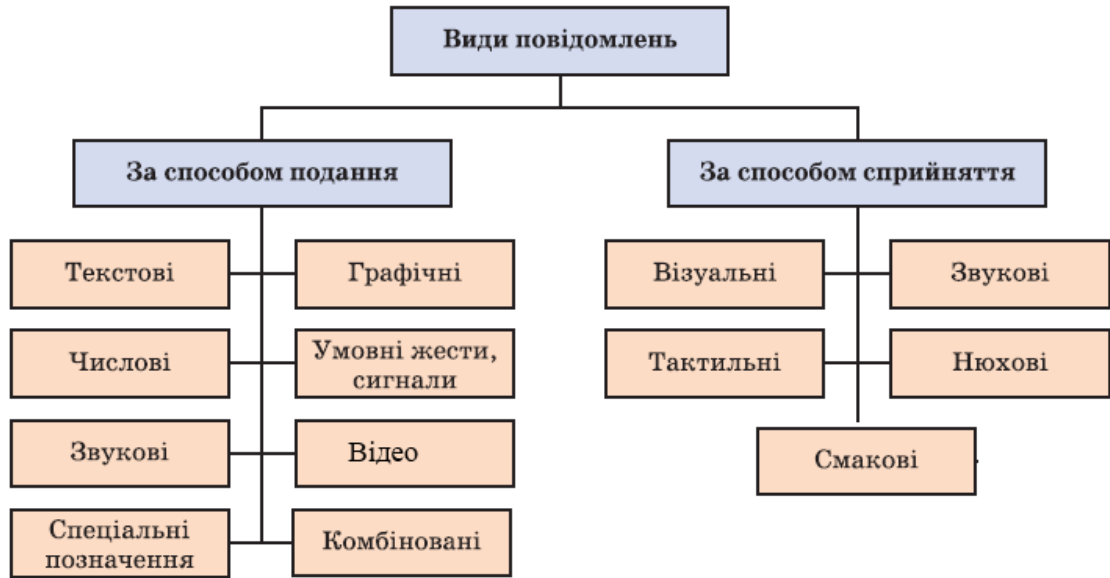 Види повідомлень
За способом подання
За способом сприйняття
Текстові
Графічні
Візуальні
Звукові
Числові
Умовні жести,
сигнали
Тактильні
Нюхові
Звукові
Відео
Смакові
Спеціальні
позначення
Комбіновані